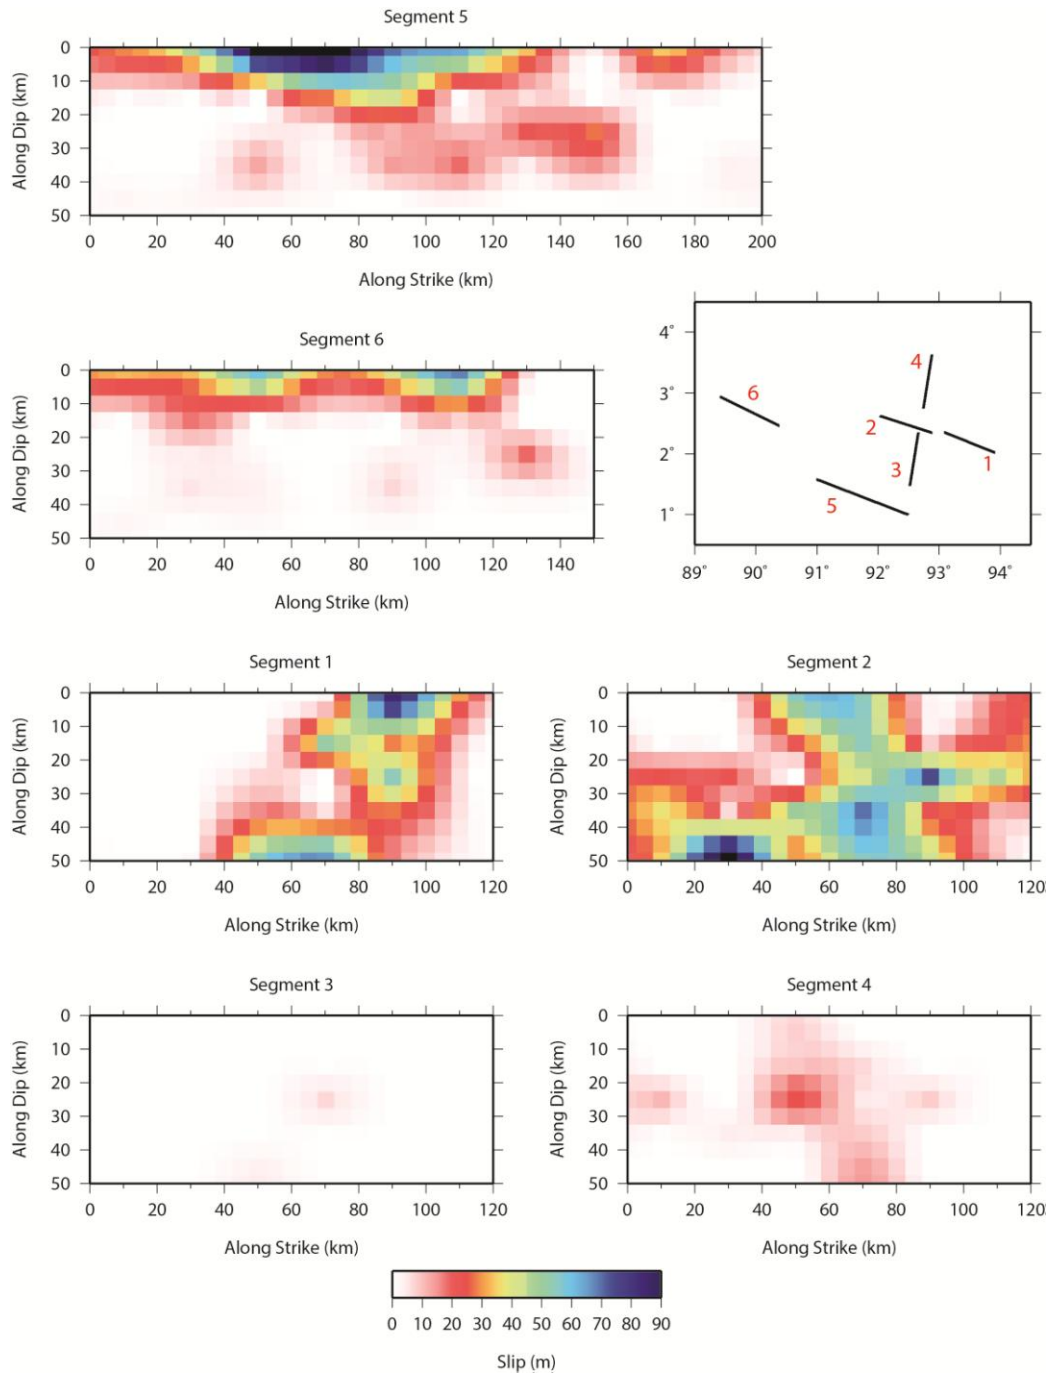 Segment 5
0
10
20
30
40
50
Along Dip (km)
0 20 40 60 80 100 120 140 160 180 200
Along Strike (km)
Segment 6
0
10
20
30
40
50
Along Dip (km)
0 20 40 60 80 100 120 140
Along Strike (km)
4°
3°
2°
1°
89° 90° 91° 92° 93° 94°
4
6
2
3
1
5
Segment 1
0
10
20
30
40
50
Along Dip (km)
0 20 40 60 80 100 120
Along Strike (km)
Segment 2
0
10
20
30
40
50
Along Dip (km)
0 20 40 60 80 100 120
Along Strike (km)
Segment 3
0
10
20
30
40
50
Along Dip (km)
0 20 40 60 80 100 120
Along Strike (km)
Segment 4
0
10
20
30
40
50
Along Dip (km)
0 20 40 60 80 100 120
Along Strike (km)
0 10 20 30 40 50 60 70 80 90
Slip (m)